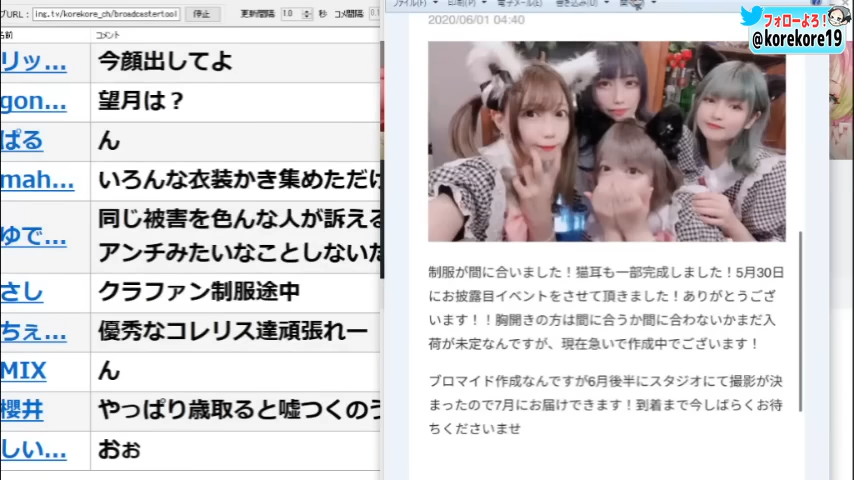 プURL：
ing.tv/korekore_ch/broadcastertool
停止
更新間隔
1.0
秒
コメ間隔
名前
コメント
リッ...
今顔出してよ
gon...
望月は？
ぱる
ん
mah...
いろんな衣装かき集めただけ
ゆで...
同じ被害を色んな人が訴える
アンチみたいなことしないた
さし
クラファン制服途中
ちぇ...
優秀なコレリス達頑張れー
MIX
ん
櫻井
やっぱり歳取ると嘘つくのう
しい...
おぉ
ファイル(F)
印刷(P)
電子メール(E)
書き込み(U)
開く(O)
2020/06/01 04:40
制服が間に合いました！猫耳も一部完成しました！5月30日
にお披露目イベントをさせて頂きました！ありがとうござ
います！！胸開きの方は間に合うか間に合わないかまだ入
荷が未定なんですが、現在急いで作成中でございます！
ブロマイド作成なんですが6月後半にスタジオにて撮影が決
まったので7月にお届けできます！到着まで今しばらくお待
ちくださいませ
フォローよろ！
@korekore19